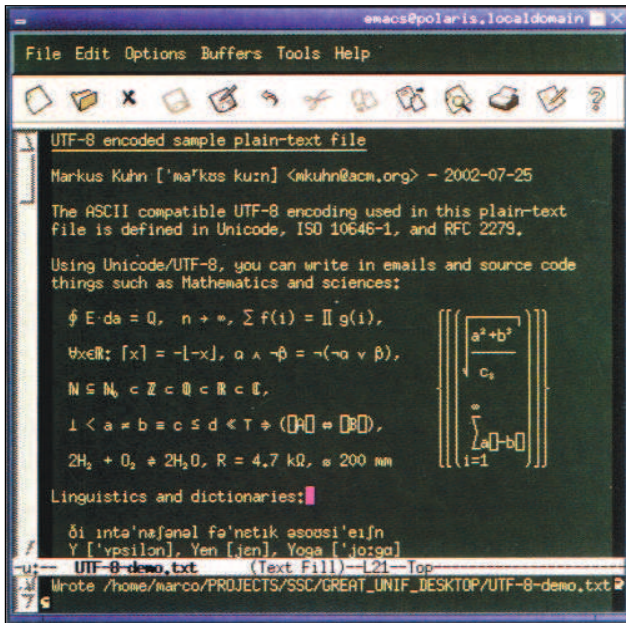 emacs@polaris.localdomain
File Edit Options Buffers Tools Help
UTF-8 encoded sample plain-text file
Markus Kuhn [ˈmaʳkʊs kuːn] <mkuhn@acm.org> — 2002-07-25
The ASCII compatible UTF-8 encoding used in this plain-text
file is defined in Unicode, ISO 10646-1, and RFC 2279.
Using Unicode/UTF-8, you can write in emails and source code
things such as Mathematics and sciences:
∮ E⋅da = Q, n → ∞, ∑ f(i) = ∏ g(i),
∀x∈ℝ: ⌈x⌉ = −⌊−x⌋, α ∧ ¬β = ¬(¬α ∨ β),
ℕ ⊆ ℕ₀ ⊂ ℤ ⊂ ℚ ⊂ ℝ ⊂ ℂ,
⊥ < a ≠ b ≡ c ≤ d ≪ ⊤ ⇒ (▯A▯ ⇔ ▯B▯),
2H₂ + O₂ ⇌ 2H₂O, R = 4.7 kΩ, ⌀ 200 mm
a²+b³
c₈
∞
∑a▯-b▯
i=1
Linguistics and dictionaries:
ði ıntəˈnæʃənəl fəˈnɛtık əsoʊsiˈeıʃn
Y [ˈʏpsilɔn], Yen [jɛn], Yoga [ˈjoːgɑ]
-u:-- UTF-8-demo.txt (Text Fill)--L21--Top
Wrote /home/marco/PROJECTS/SSC/GREAT_UNIF_DESKTOP/UTF-8-demo.txt